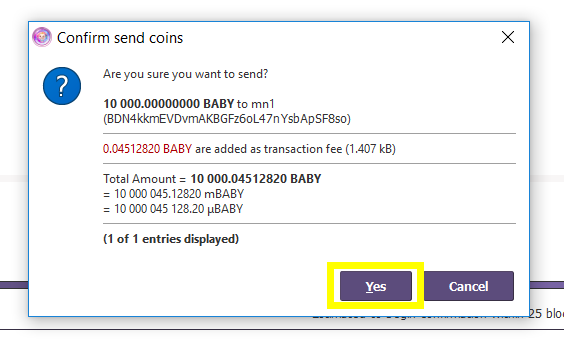 Confirm send coins
Are you sure you want to send?
10 000.00000000 BABY to mn1
(BDN4kkmEVDvmAKBGFz6oL47nYsbApSF8so)
0.04512820 BABY are added as transaction fee (1.407 kB)
Total Amount = 10 000.04512820 BABY
= 10 000 045.12820 mBABY
= 10 000 045 128.20 μBABY
(1 of 1 entries displayed)
Yes Cancel
25 blo